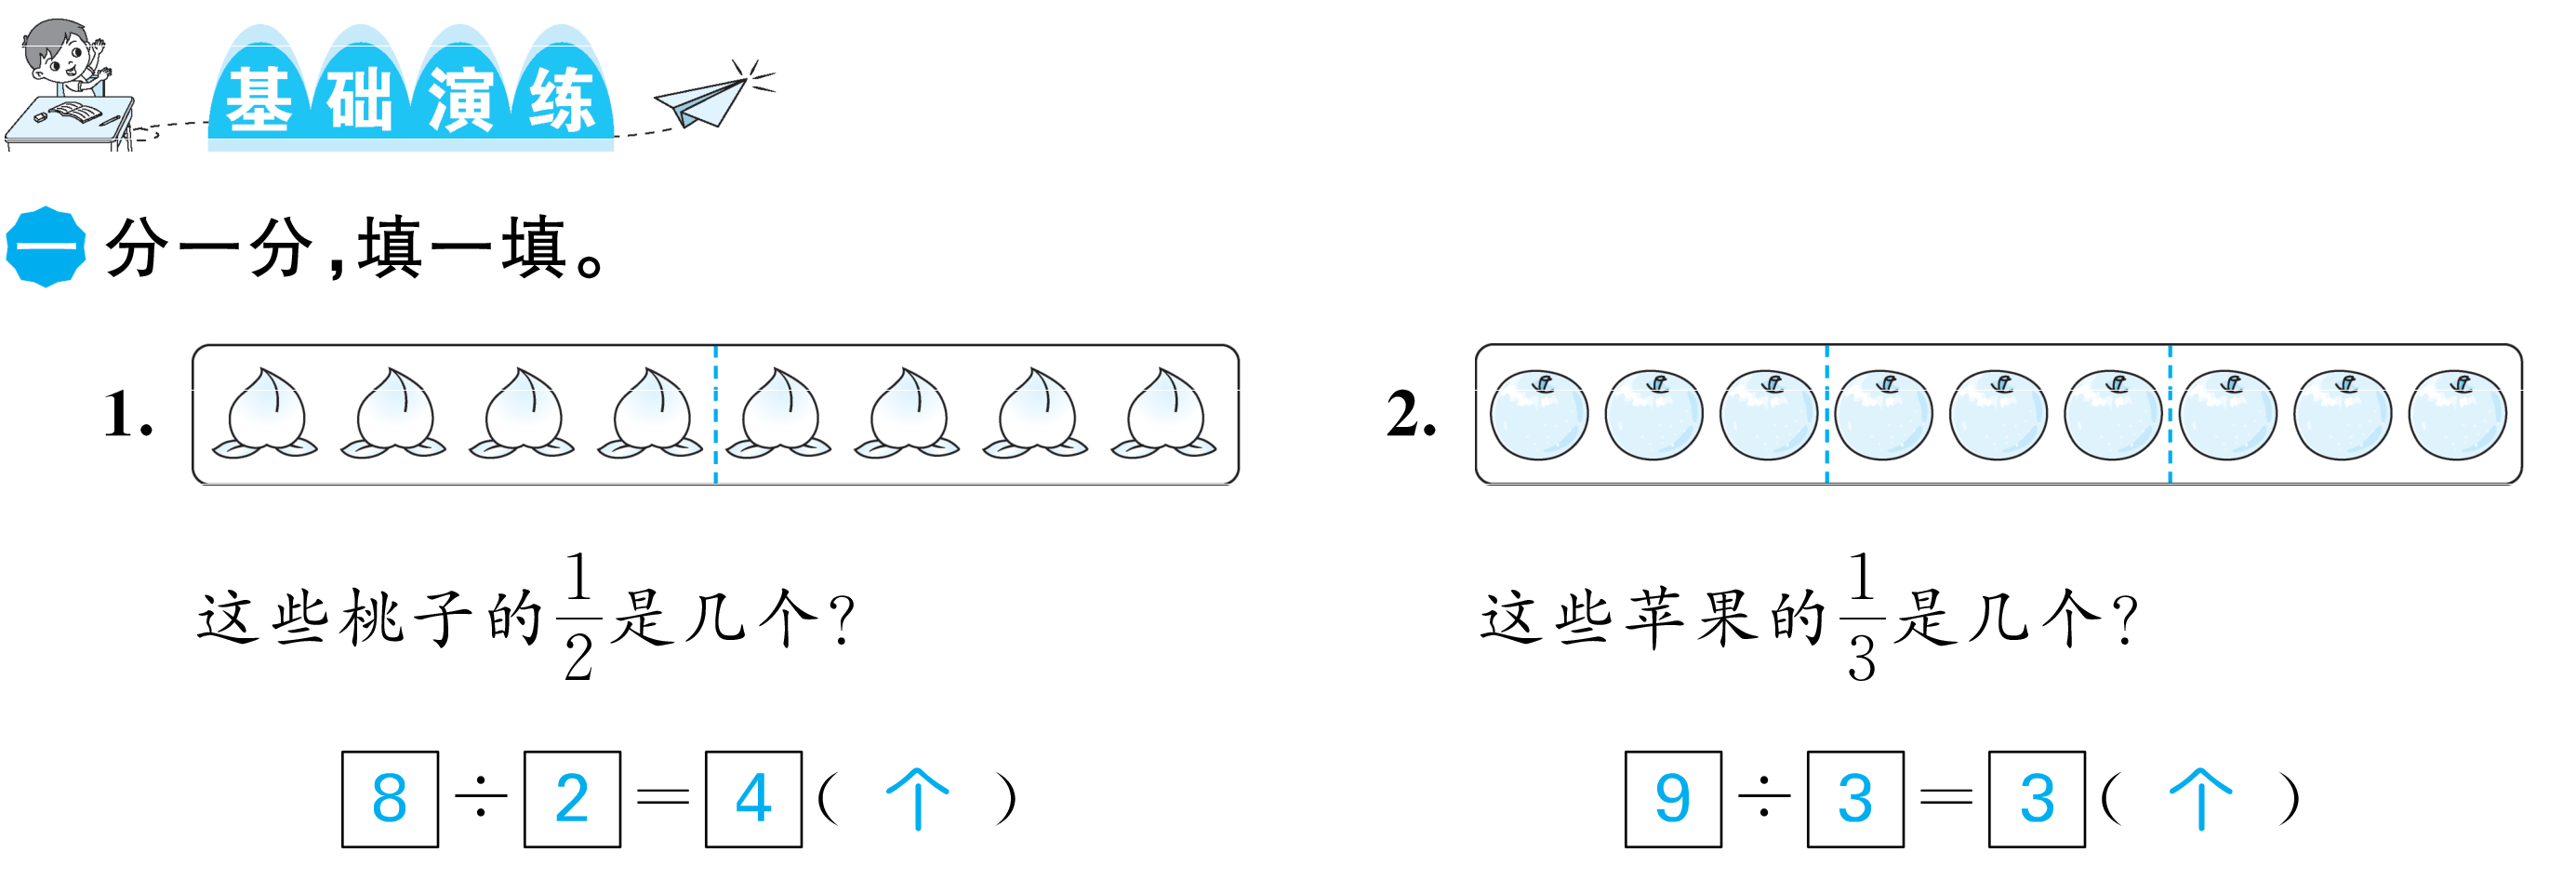 基础演练
一 分一分,填一填。
1.
这些桃子的1/2是几个?
8÷2=4(个)
2.
这些苹果的1/3是几个?
9÷3=3(个)